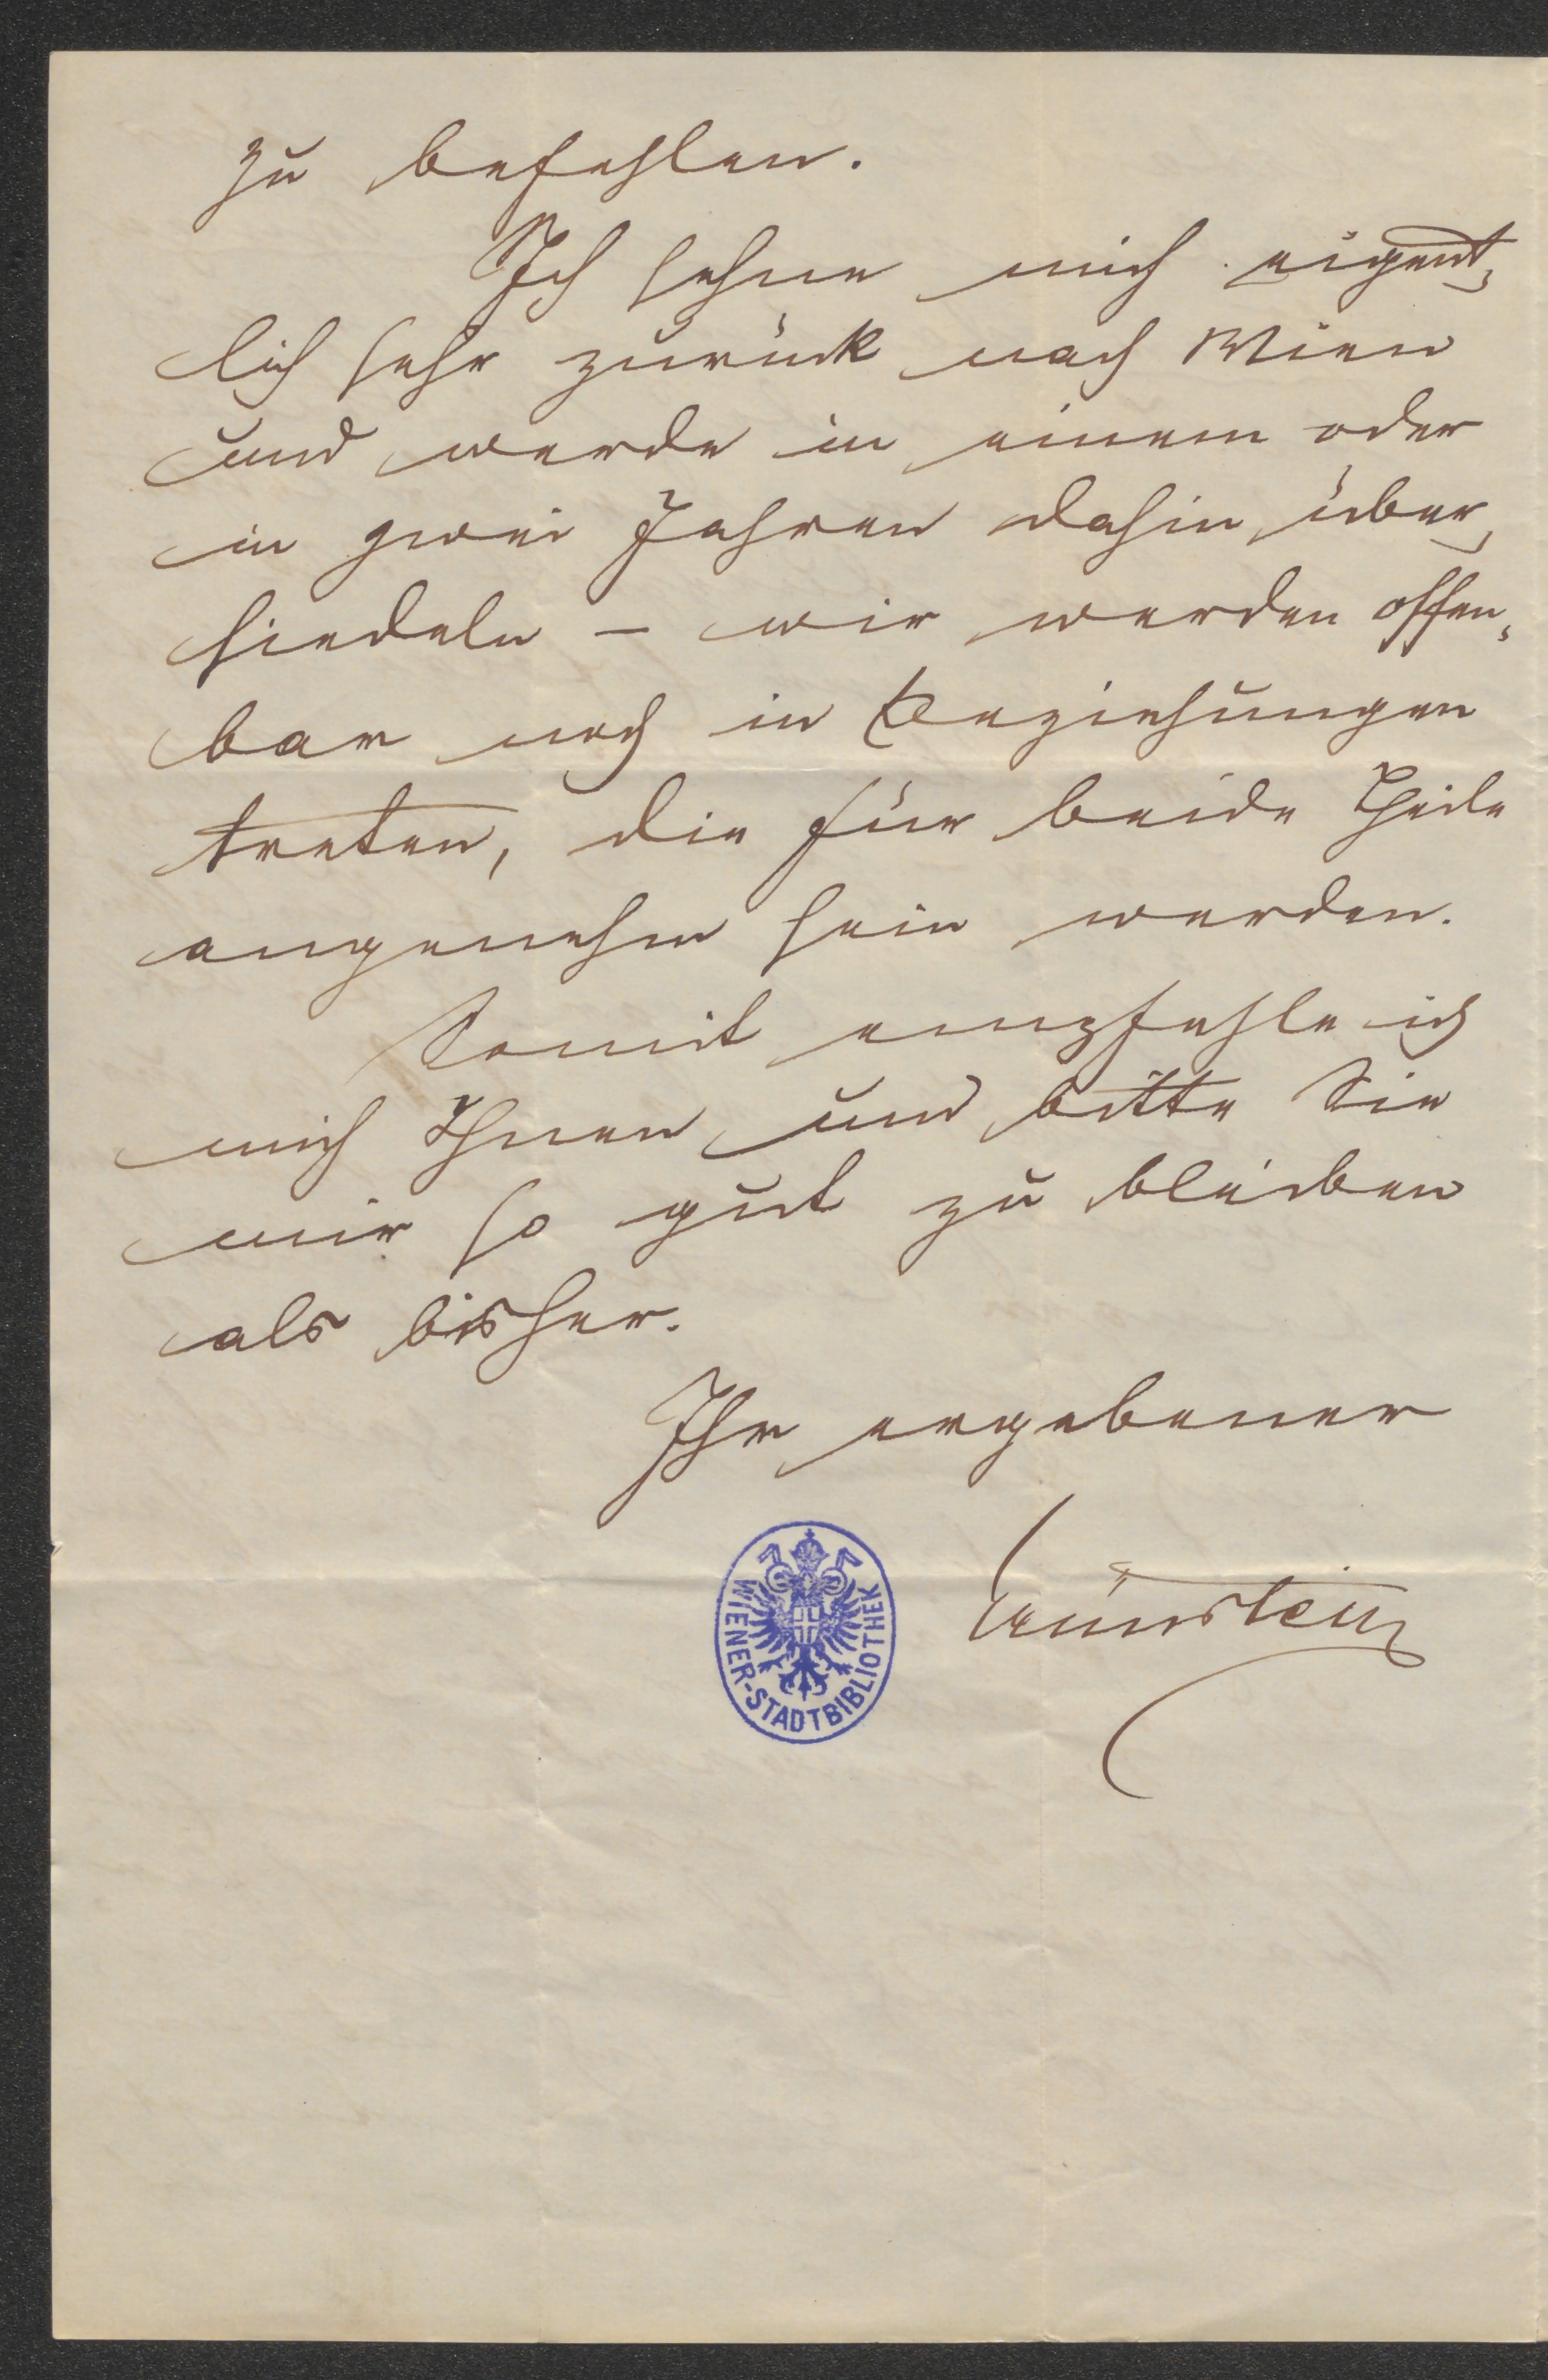 zu befehlen.
Ich sehne mich eigent,
lich sehr zurück nach Wien
und werde in einem oder
in zwei Jahren dahin über,
siedeln – wir werden offen,
bar noch in Beziehungen
treten, die für beide Theile
angenehm sein werden.
Somit empfehle ich
mich Ihnen und bitte Sie
mir so gut zu bleiben
als bisher.
Ihr ergebener
WIENER-STADTBIBLIOTHEK